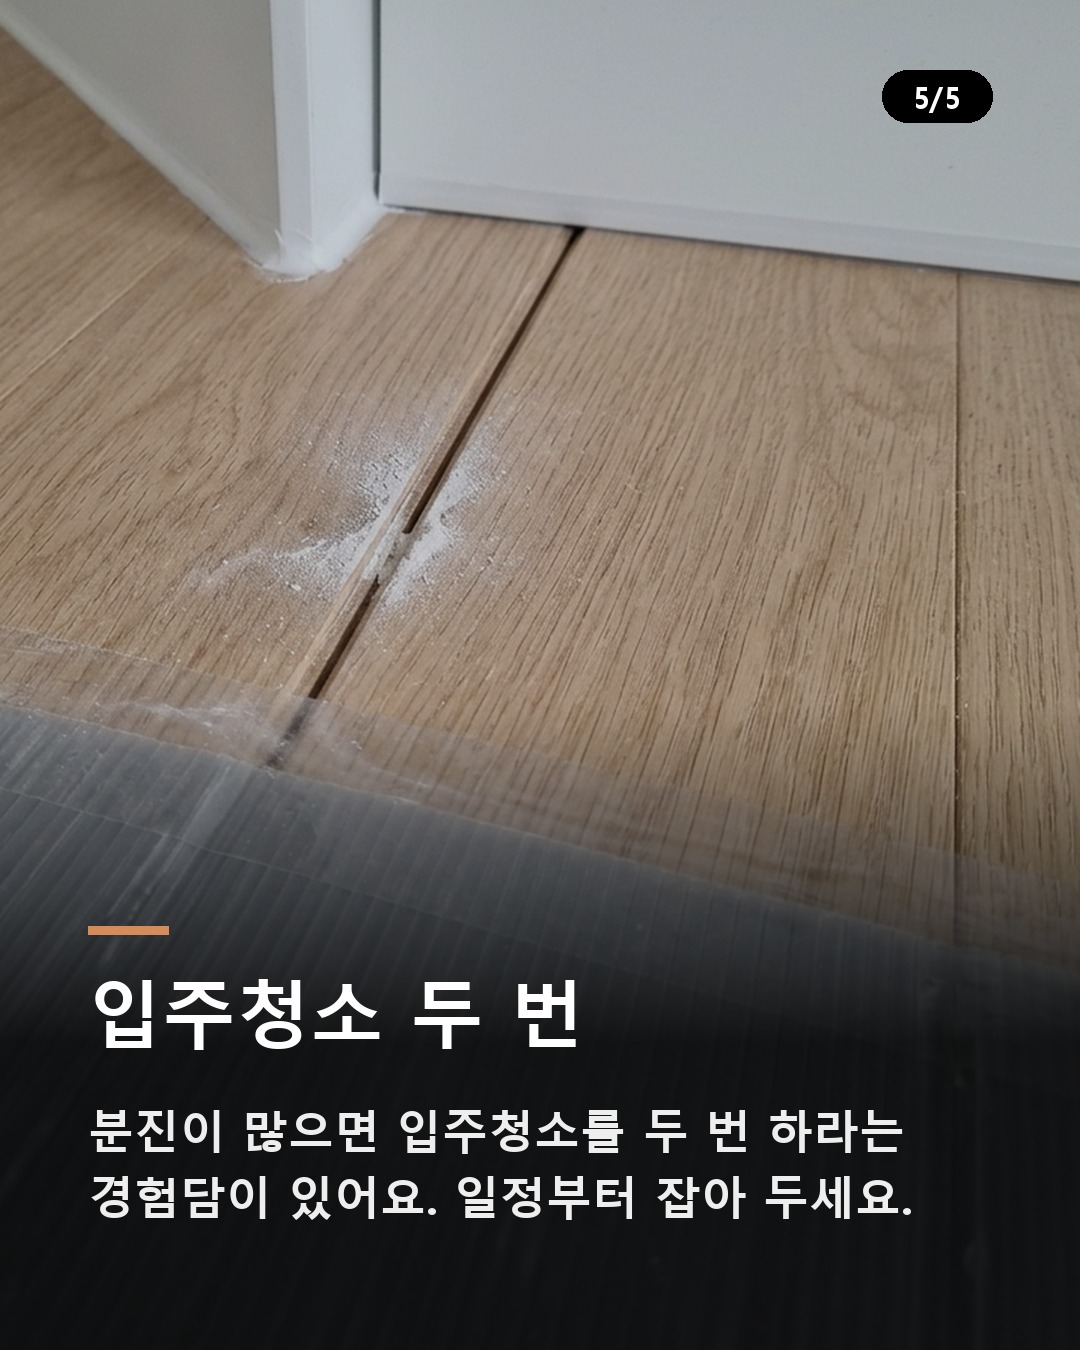 5/5
입주청소 두 번
분진이 많으면 입주청소를 두 번 하라는
경험담이 있어요. 일정부터 잡아 두세요.